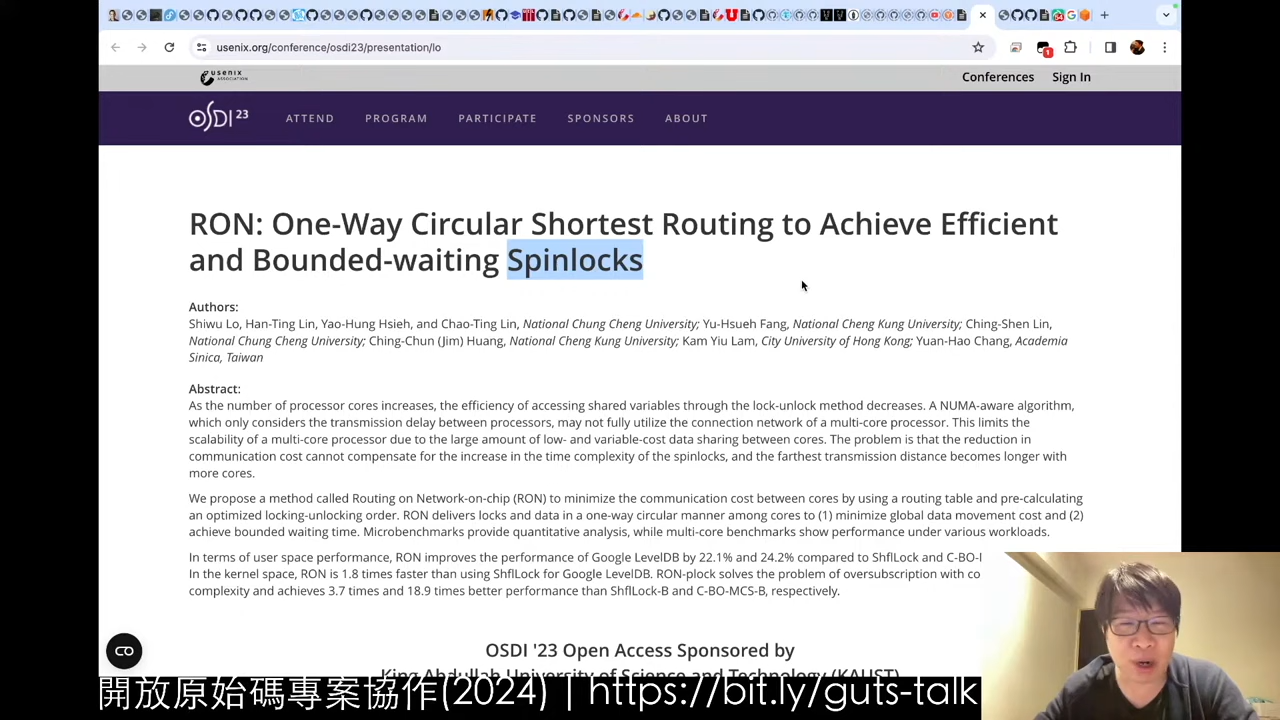 usenix.org/conference/osdi23/presentation/lo
1
usenix
ASSOCIATION
Conferences Sign In
OSDI 23 ATTEND PROGRAM PARTICIPATE SPONSORS ABOUT
RON: One-Way Circular Shortest Routing to Achieve Efficient
and Bounded-waiting Spinlocks
Authors:
Shiwu Lo, Han-Ting Lin, Yao-Hung Hsieh, and Chao-Ting Lin, National Chung Cheng University; Yu-Hsueh Fang, National Cheng Kung University; Ching-Shen Lin,
National Chung Cheng University; Ching-Chun (Jim) Huang, National Cheng Kung University; Kam Yiu Lam, City University of Hong Kong; Yuan-Hao Chang, Academia
Sinica, Taiwan
Abstract:
As the number of processor cores increases, the efficiency of accessing shared variables through the lock-unlock method decreases. A NUMA-aware algorithm,
which only considers the transmission delay between processors, may not fully utilize the connection network of a multi-core processor. This limits the
scalability of a multi-core processor due to the large amount of low- and variable-cost data sharing between cores. The problem is that the reduction in
communication cost cannot compensate for the increase in the time complexity of the spinlocks, and the farthest transmission distance becomes longer with
more cores.
We propose a method called Routing on Network-on-chip (RON) to minimize the communication cost between cores by using a routing table and pre-calculating
an optimized locking-unlocking order. RON delivers locks and data in a one-way circular manner among cores to (1) minimize global data movement cost and (2)
achieve bounded waiting time. Microbenchmarks provide quantitative analysis, while multi-core benchmarks show performance under various workloads.
In terms of user space performance, RON improves the performance of Google LevelDB by 22.1% and 24.2% compared to ShflLock and C-BO-
In the kernel space, RON is 1.8 times faster than using ShflLock for Google LevelDB. RON-plock solves the problem of oversubscription with co
complexity and achieves 3.7 times and 18.9 times better performance than ShflLock-B and C-BO-MCS-B, respectively.
OSDI '23 Open Access Sponsored by
King Abdullah University of Science and Technology (KAUST)
開放原始碼專案協作(2024) | https://bit.ly/guts-talk